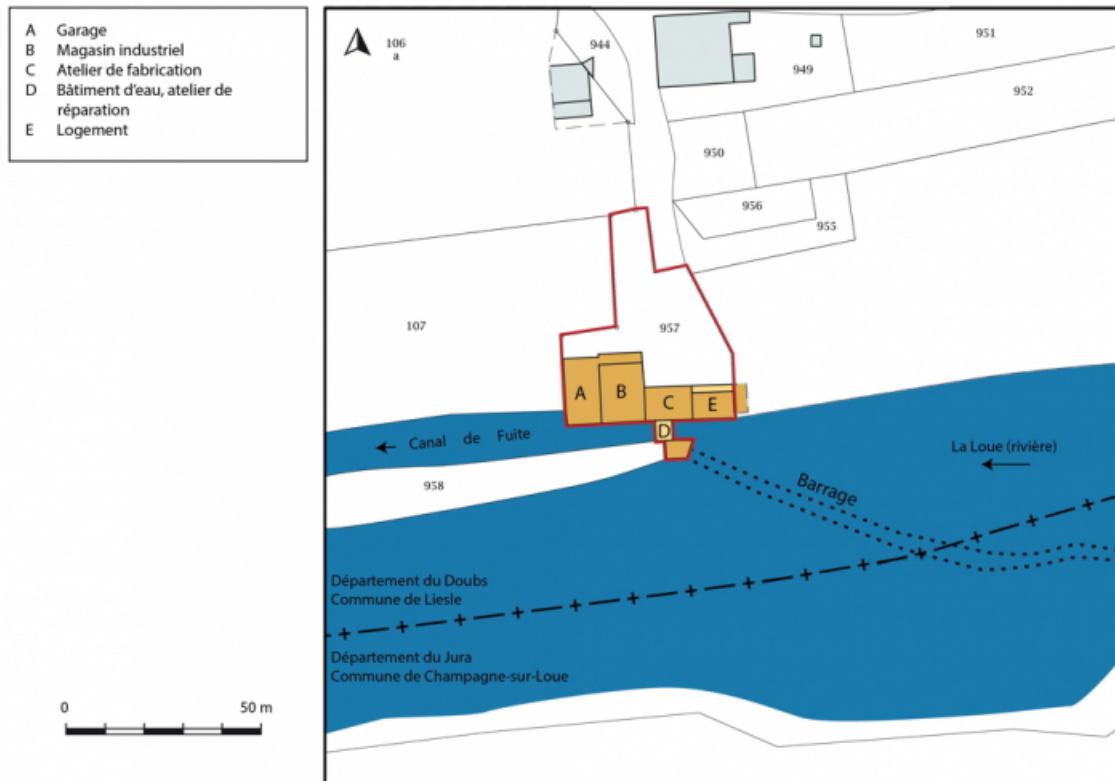 A Garage
B Magasin industriel
C Atelier de fabrication
D Bâtiment d'eau, atelier de
réparation
E Logement
106
a
944
951
949
952
950
956
955
107
957
A
B
C
E
D
Canal de Fuite
958
La Loue (rivière)
Barrage
Département du Doubs
Commune de Liesle
Département du Jura
Commune de Champagne-sur-Loue
0 50 m